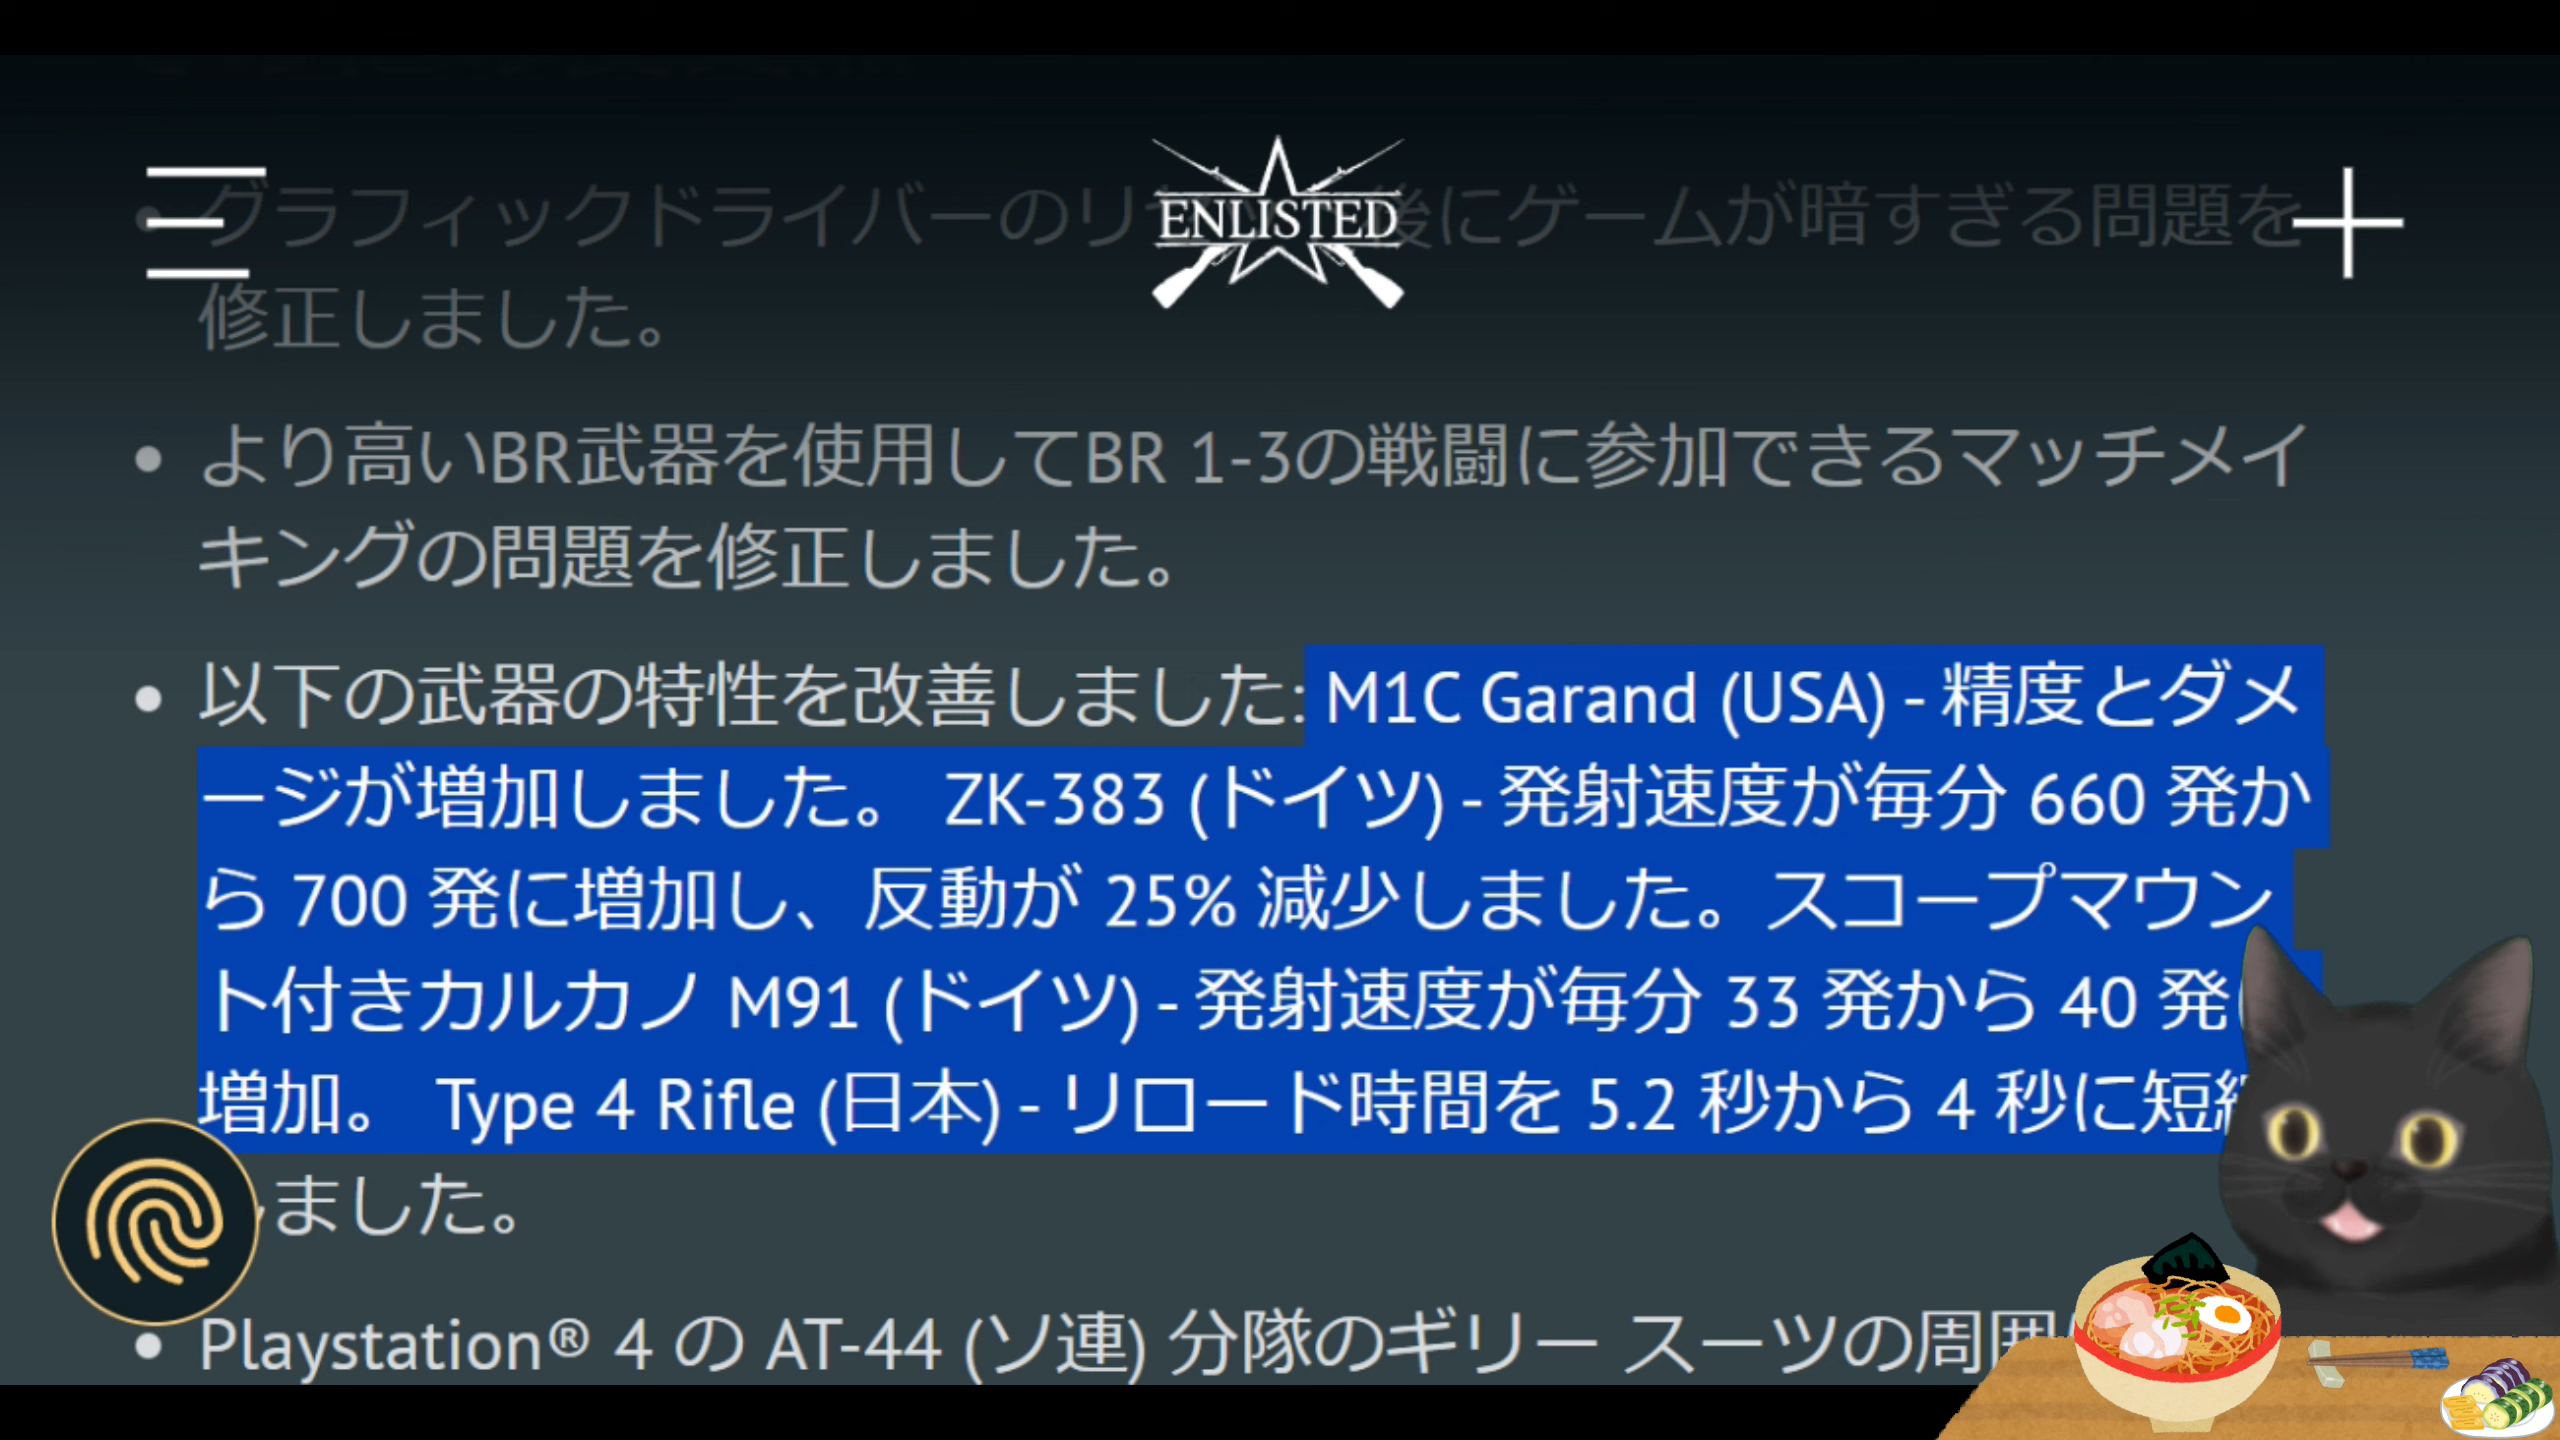 ENLISTED
グラフィックドライバーのリ 後にゲームが暗すぎる問題を
修正しました。
より高いBR武器を使用してBR 1-3の戦闘に参加できるマッチメイ
キングの問題を修正しました。
以下の武器の特性を改善しました: M1C Garand (USA) - 精度とダメ
ージが増加しました。 ZK-383 (ドイツ) - 発射速度が毎分 660 発か
ら 700 発に増加し、反動が 25% 減少しました。スコープマウン
ト付きカルカノ M91 (ドイツ) - 発射速度が毎分 33 発から 40 発
増加。 Type 4 Rifle (日本) - リロード時間を 5.2 秒から 4 秒に短縮
しました。
Playstation® 4 の AT-44 (ソ連) 分隊のギリー スーツの周囲